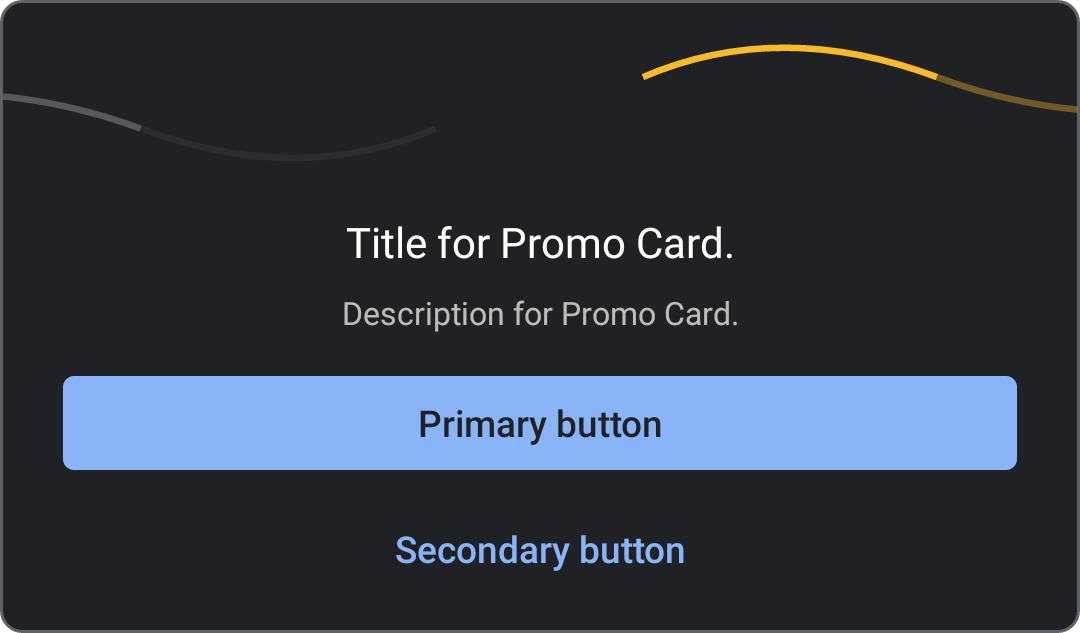 Title for Promo Card.
Description for Promo Card.
Primary button
Secondary button